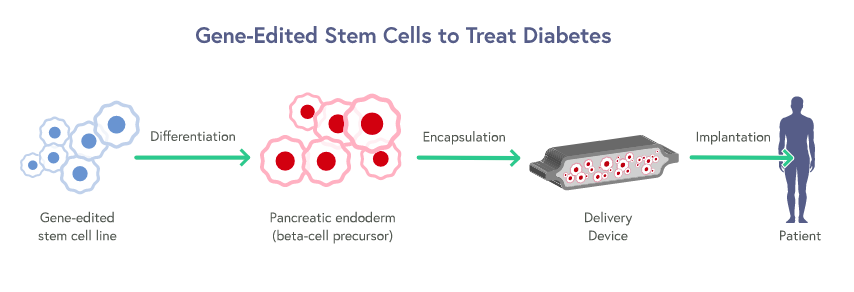 Gene-Edited Stem Cells to Treat Diabetes
Differentiation
Encapsulation
Implantation
Gene-edited
stem cell line
Pancreatic endoderm
(beta-cell precursor)
Delivery
Device
Patient